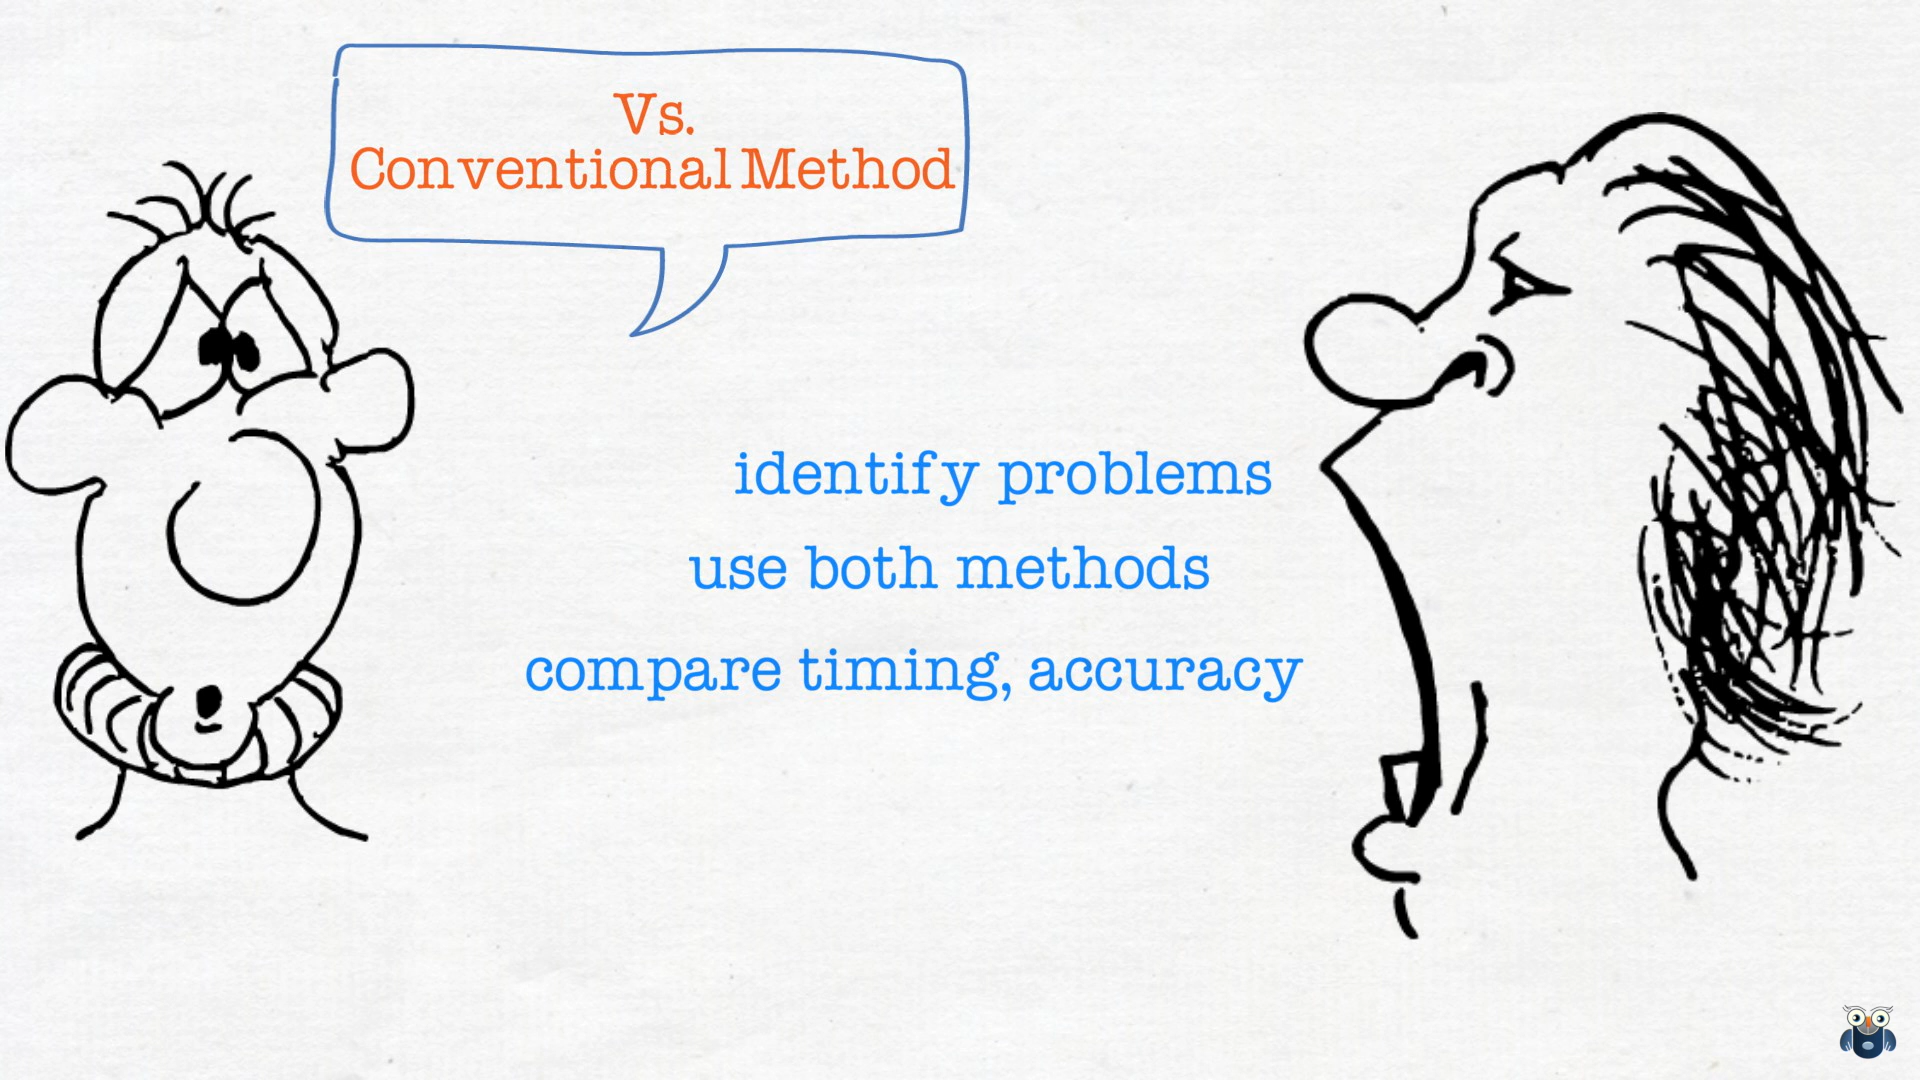 Vs.
Conventional Method
identify problems
use both methods
compare timing, accuracy